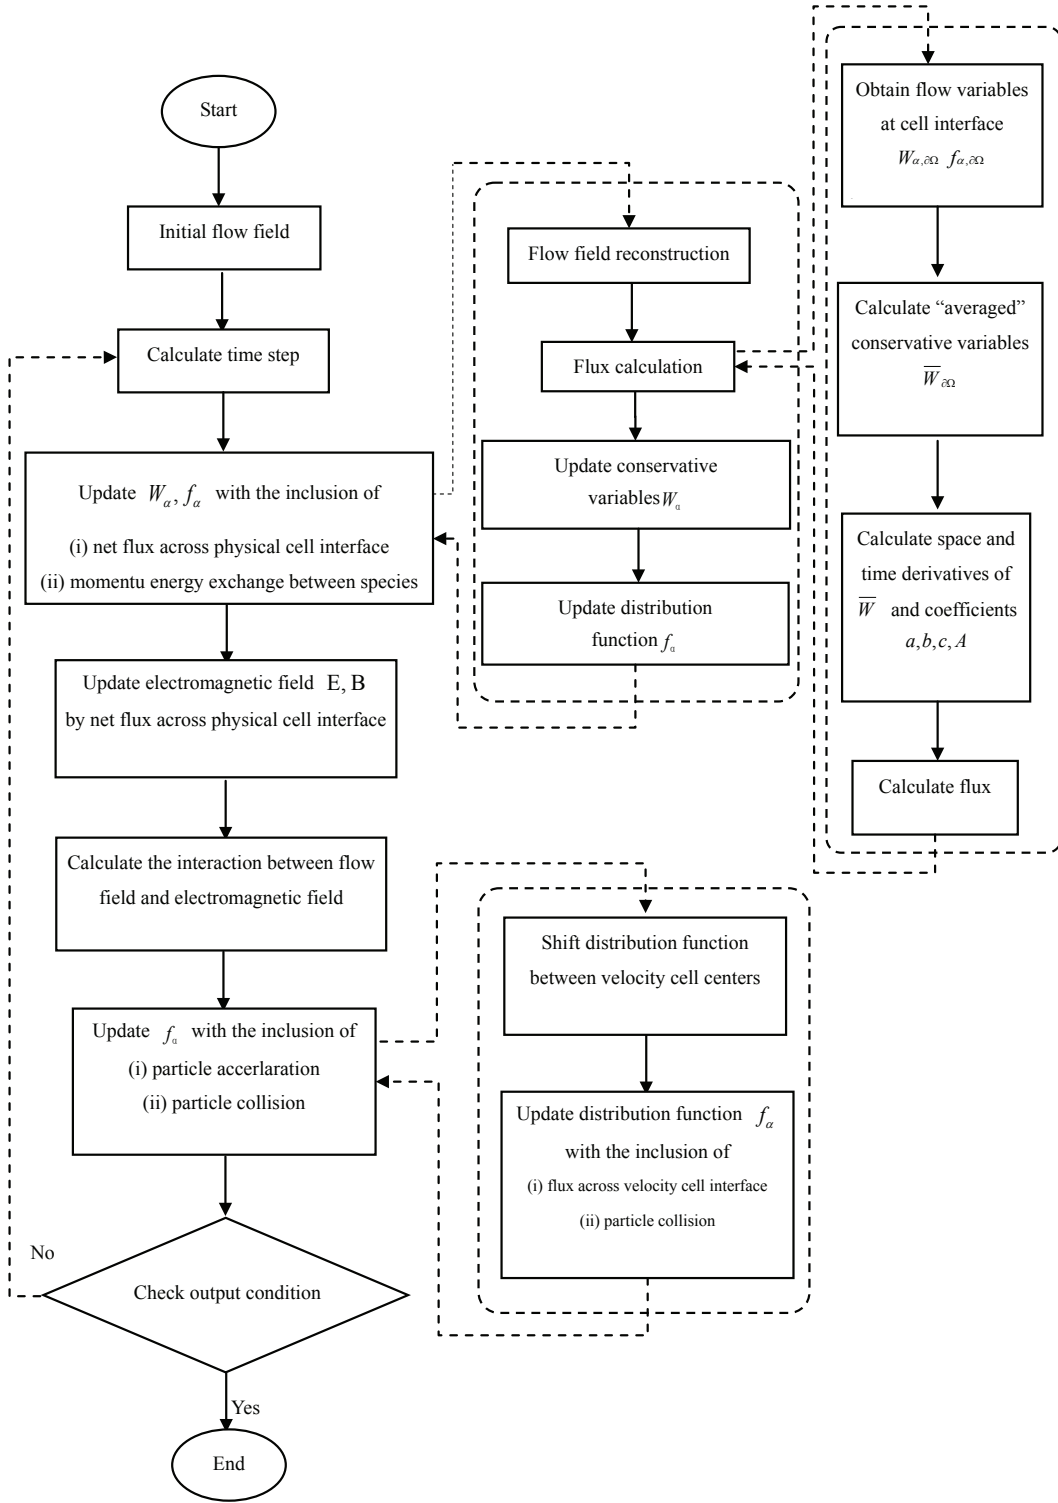 Start
Initial flow field
Calculate time step
Update W_α, f_α with the inclusion of
(i) net flux across physical cell interface
(ii) momentu energy exchange between species
Update electromagnetic field E, B
by net flux across physical cell interface
Calculate the interaction between flow
field and electromagnetic field
Update f_α with the inclusion of
(i) particle accerlaration
(ii) particle collision
No
Check output condition
Yes
End
Flow field reconstruction
Flux calculation
Update conservative
variables W_α
Update distribution
function f_α
Shift distribution function
between velocity cell centers
Update distribution function f_α
with the inclusion of
(i) flux across velocity cell interface
(ii) particle collision
Obtain flow variables
at cell interface
W_α,∂Ω f_α,∂Ω
Calculate “averaged”
conservative variables
W̅_∂Ω
Calculate space and
time derivatives of
W̅ and coefficients
a,b,c,A
Calculate flux